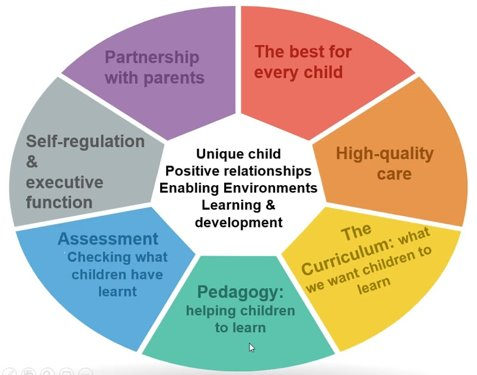 Partnership
with parents
The best for
every child
Self-regulation
&
executive
function
High-quality
care
Unique child
Positive relationships
Enabling Environments
Learning &
development
Assessment
Checking what
children have
learnt
The
Curriculum: what
we want children to
learn
Pedagogy:
helping children
to learn